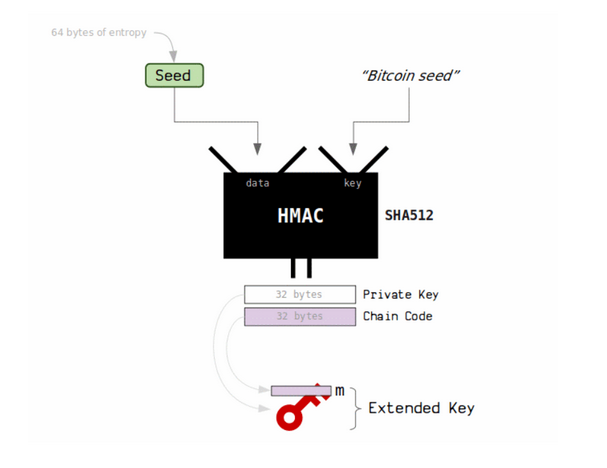 64 bytes of entropy
Seed
“Bitcoin seed”
data
key
HMAC
SHA512
32 bytes
Private Key
32 bytes
Chain Code
m
Extended Key